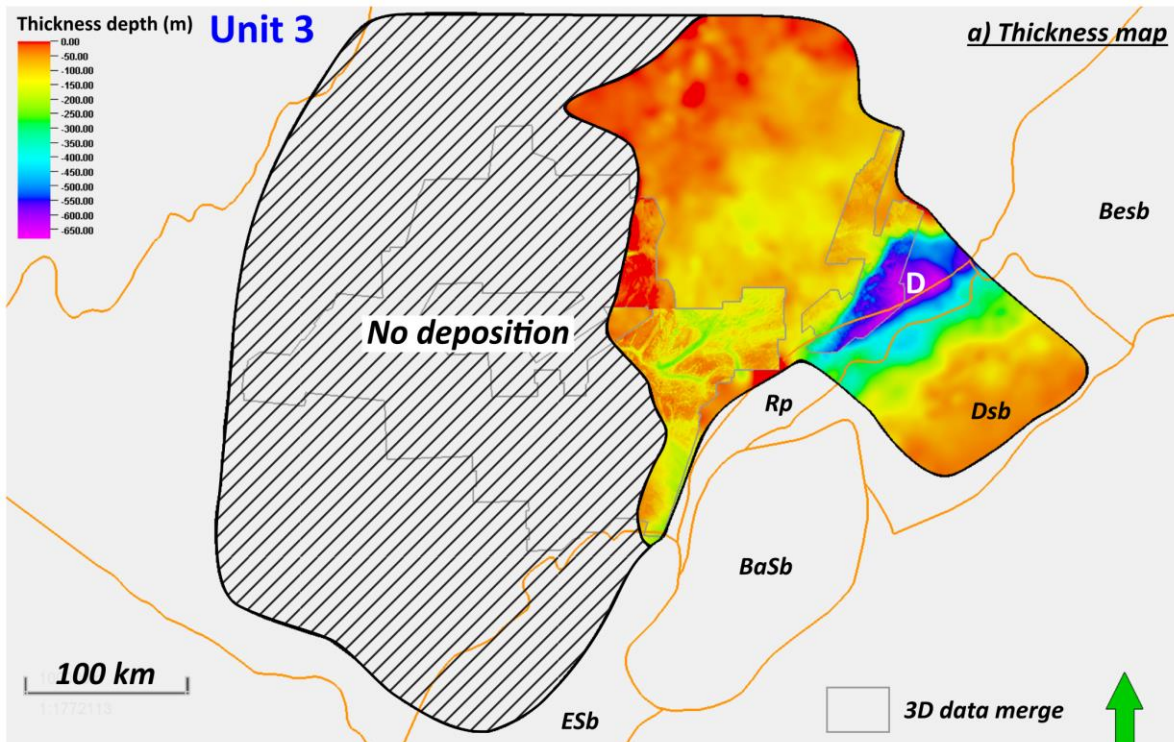 Thickness depth (m)
Unit 3
a) Thickness map
0.00
-50.00
-100.00
-150.00
-200.00
-250.00
-300.00
-350.00
-400.00
-450.00
-500.00
-550.00
-600.00
-650.00
Besb
D
No deposition
Rp
Dsb
BaSb
100 km
1:1772113
ESb
3D data merge